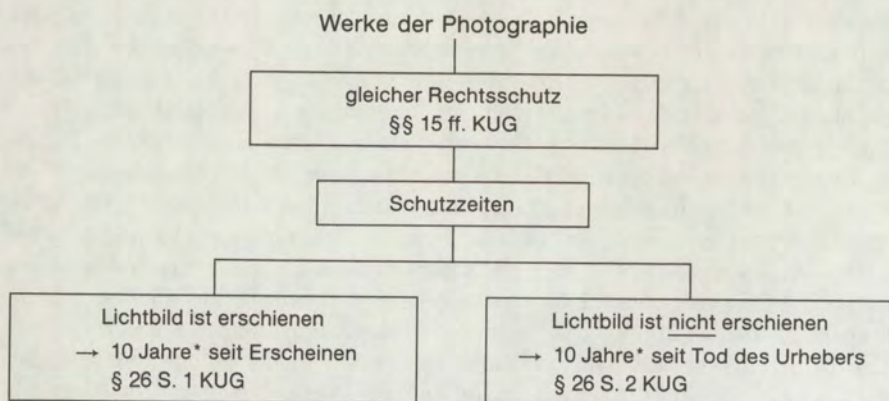 Werke der Photographie
gleicher Rechtsschutz
§§ 15 ff. KUG
Schutzzeiten
Lichtbild ist erschienen
→ 10 Jahre* seit Erscheinen
§ 26 S. 1 KUG
Lichtbild ist nicht erschienen
→ 10 Jahre* seit Tod des Urhebers
§ 26 S. 2 KUG